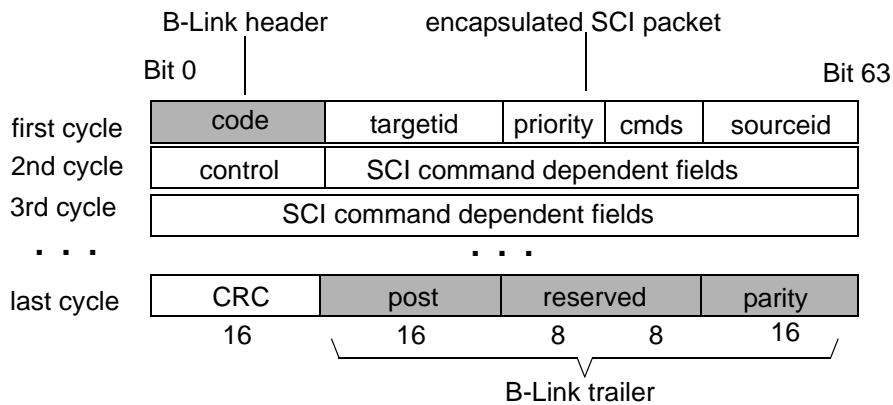 B-Link header encapsulated SCI packet
Bit 0 Bit 63
first cycle code targetid priority cmds sourceid
2nd cycle control SCI command dependent fields
3rd cycle SCI command dependent fields
. . . . . .
last cycle CRC post reserved parity
16 16 8 8 16
B-Link trailer